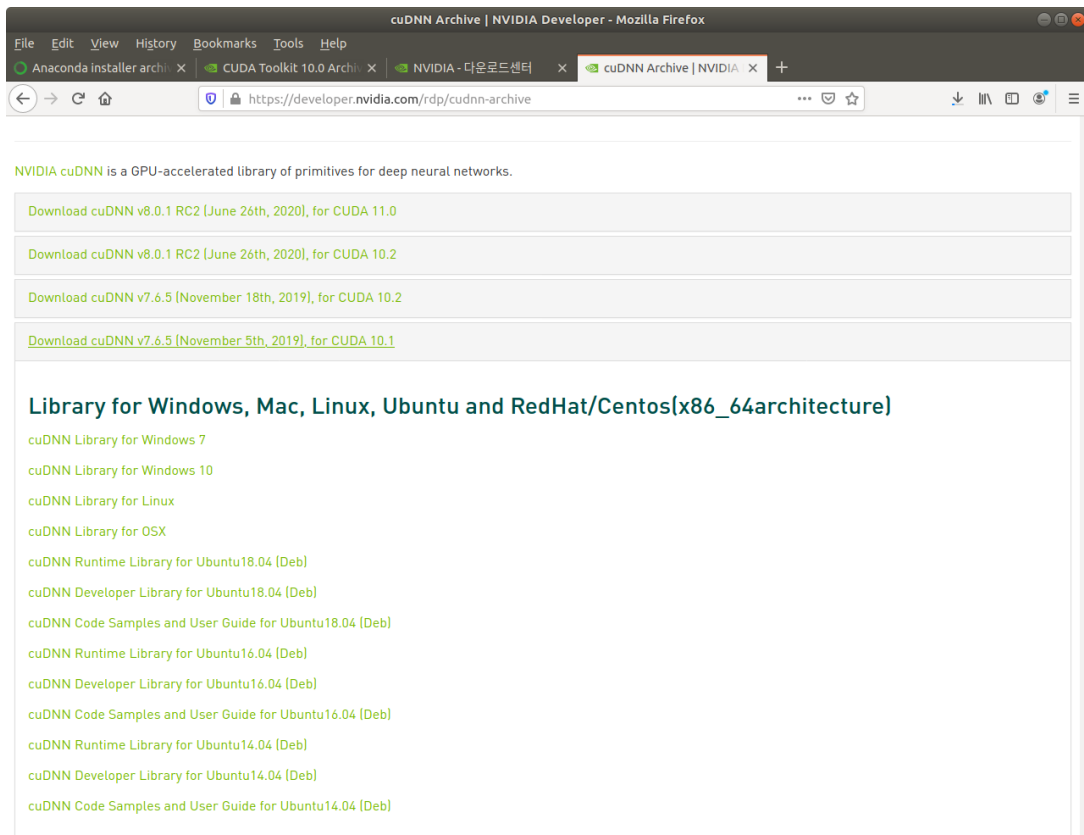 cuDNN Archive | NVIDIA Developer - Mozilla Firefox
File Edit View History Bookmarks Tools Help
Anaconda installer archiv
CUDA Toolkit 10.0 Archiv
NVIDIA - 다운로드센터
cuDNN Archive | NVIDIA
https://developer.nvidia.com/rdp/cudnn-archive
NVIDIA cuDNN is a GPU-accelerated library of primitives for deep neural networks.
Download cuDNN v8.0.1 RC2 (June 26th, 2020), for CUDA 11.0
Download cuDNN v8.0.1 RC2 (June 26th, 2020), for CUDA 10.2
Download cuDNN v7.6.5 (November 18th, 2019), for CUDA 10.2
Download cuDNN v7.6.5 (November 5th, 2019), for CUDA 10.1
Library for Windows, Mac, Linux, Ubuntu and RedHat/Centos(x86_64architecture)
cuDNN Library for Windows 7
cuDNN Library for Windows 10
cuDNN Library for Linux
cuDNN Library for OSX
cuDNN Runtime Library for Ubuntu18.04 (Deb)
cuDNN Developer Library for Ubuntu18.04 (Deb)
cuDNN Code Samples and User Guide for Ubuntu18.04 (Deb)
cuDNN Runtime Library for Ubuntu16.04 (Deb)
cuDNN Developer Library for Ubuntu16.04 (Deb)
cuDNN Code Samples and User Guide for Ubuntu16.04 (Deb)
cuDNN Runtime Library for Ubuntu14.04 (Deb)
cuDNN Developer Library for Ubuntu14.04 (Deb)
cuDNN Code Samples and User Guide for Ubuntu14.04 (Deb)